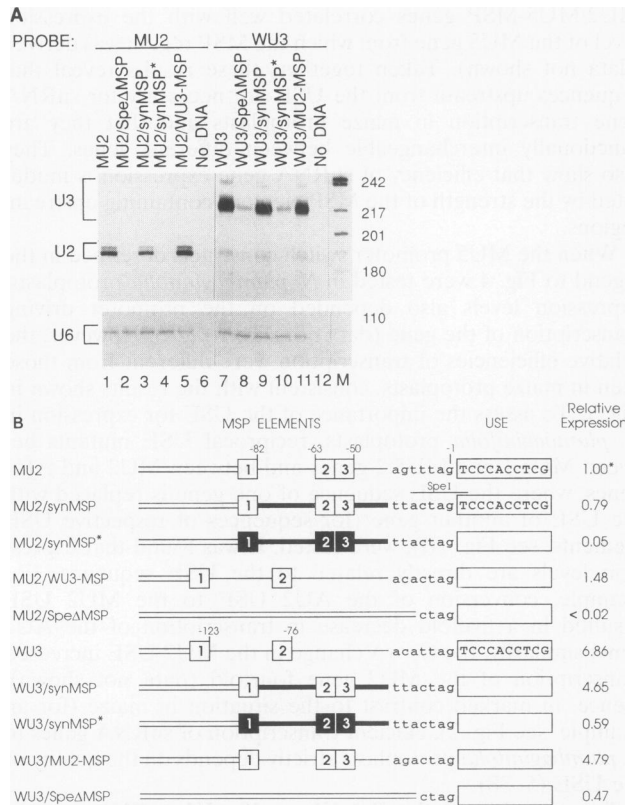 A
PROBE: MU2 WU3
MU2
MU2/SpeΔMSP
MU2/synMSP
MU2/synMSP*
MU2/WU3-MSP
No DNA
WU3
WU3/SpeΔMSP
WU3/synMSP
WU3/synMSP*
WU3/MU2-MSP
No DNA
U3
242
217
201
U2
180
110
U6
1 2 3 4 5 6 7 8 9 10 11 12 M
B
MSP ELEMENTS USE Relative Expression
-82 -63 -50 -1
MU2 1 2 3 agtttag TCCCACCTCG 1.00*
Spe1
MU2/synMSP 1 2 3 ttactag TCCCACCTCG 0.79
MU2/synMSP* 1 2 3 ttactag 0.05
MU2/WU3-MSP 1 2 acactag 1.48
MU2/SpeΔMSP ctag < 0.02
-123 -76
WU3 1 2 acactag TCCCACCTCG 6.86
WU3/synMSP 1 2 3 ttactag 4.65
WU3/synMSP* 1 2 3 ttactag 0.59
WU3/MU2-MSP 1 2 3 agactag 4.79
WU3/SpeΔMSP ctag 0.47